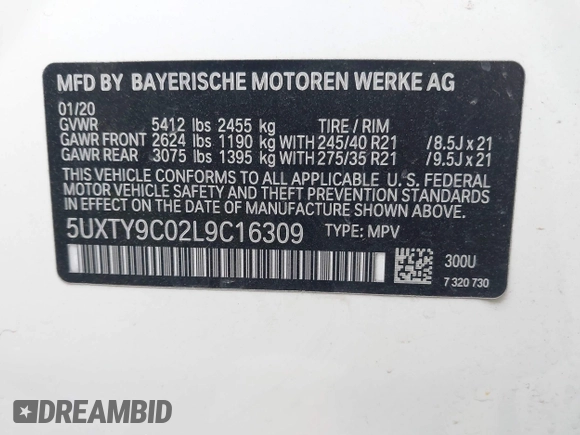 MFD BY BAYERISCHE MOTOREN WERKE AG
01/20
GVWR 5412 lbs 2455 kg TIRE / RIM
GAWR FRONT 2624 lbs 1190 kg WITH 245/40 R21 /8.5J x 21
GAWR REAR 3075 lbs 1395 kg WITH 275/35 R21 /9.5J x 21
THIS VEHICLE CONFORMS TO ALL APPLICABLE U. S. FEDERAL
MOTOR VEHICLE SAFETY AND THEFT PREVENTION STANDARDS
IN EFFECT ON THE DATE OF MANUFACTURE SHOWN ABOVE.
5UXTY9C02L9C16309 TYPE: MPV
300U
7 320 730
DREAMBID